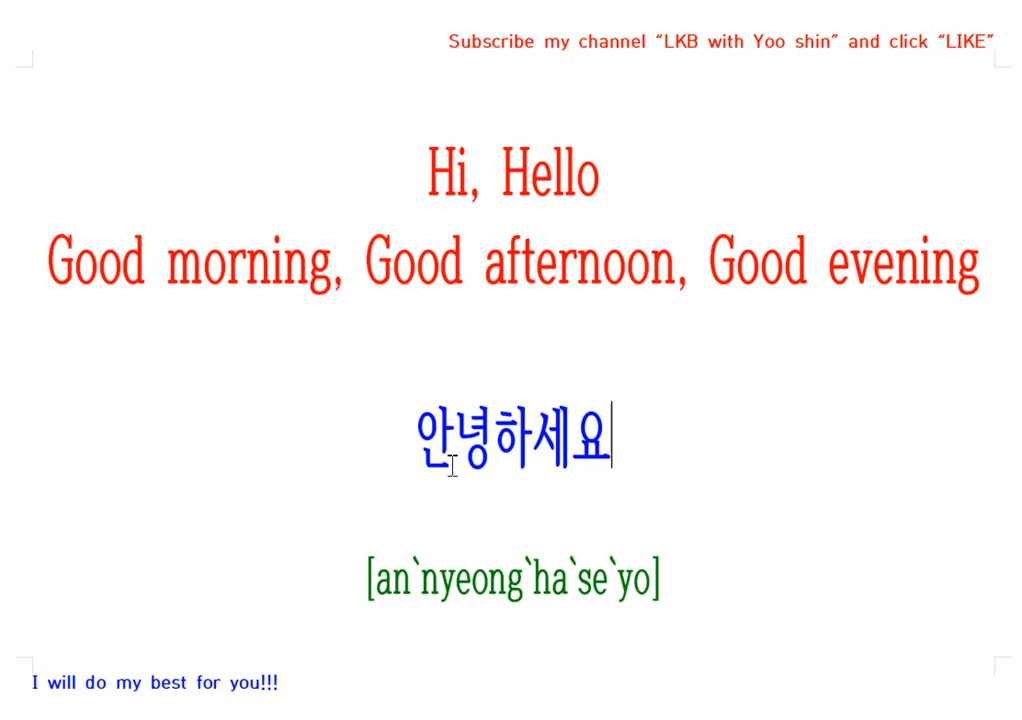 Subscribe my channel “LKB with Yoo shin” and click “LIKE”
Hi, Hello
Good morning, Good afternoon, Good evening
안녕하세요
[an`nyeong`ha`se`yo]
I will do my best for you!!!